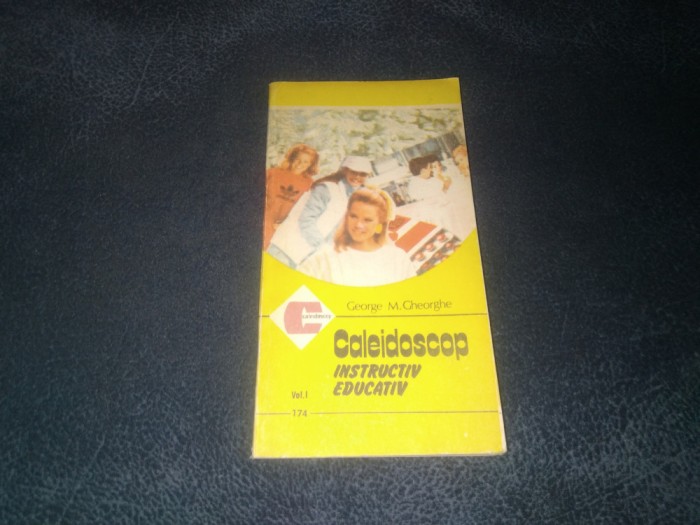 George M. Gheorghe
Caleidoscop
INSTRUCTIV
EDUCATIV
Vol. I
174